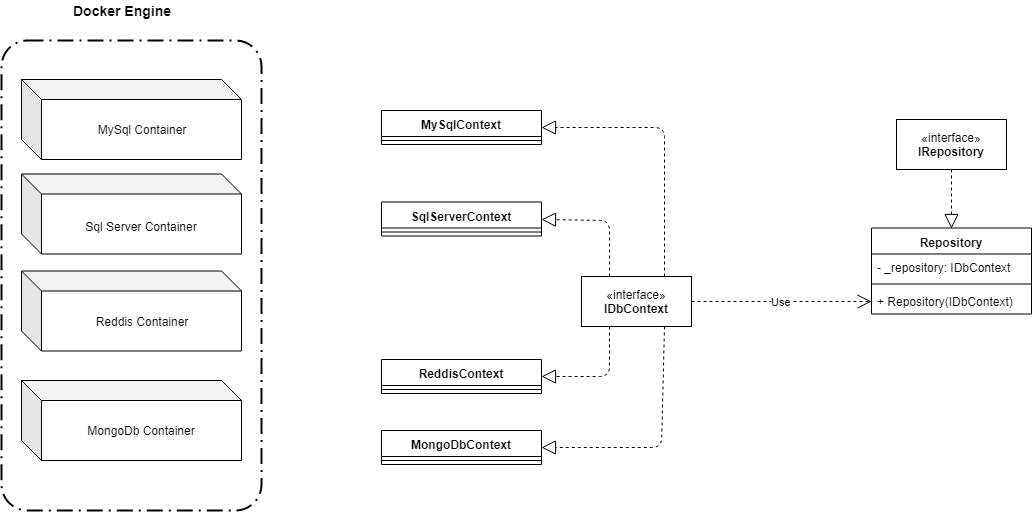 Docker Engine
MySql Container
Sql Server Container
Reddis Container
MongoDb Container
MySqlContext
SqlServerContext
ReddisContext
MongoDbContext
«interface»
IDbContext
Use
«interface»
IRepository
Repository
- _repository: IDbContext
+ Repository(IDbContext)